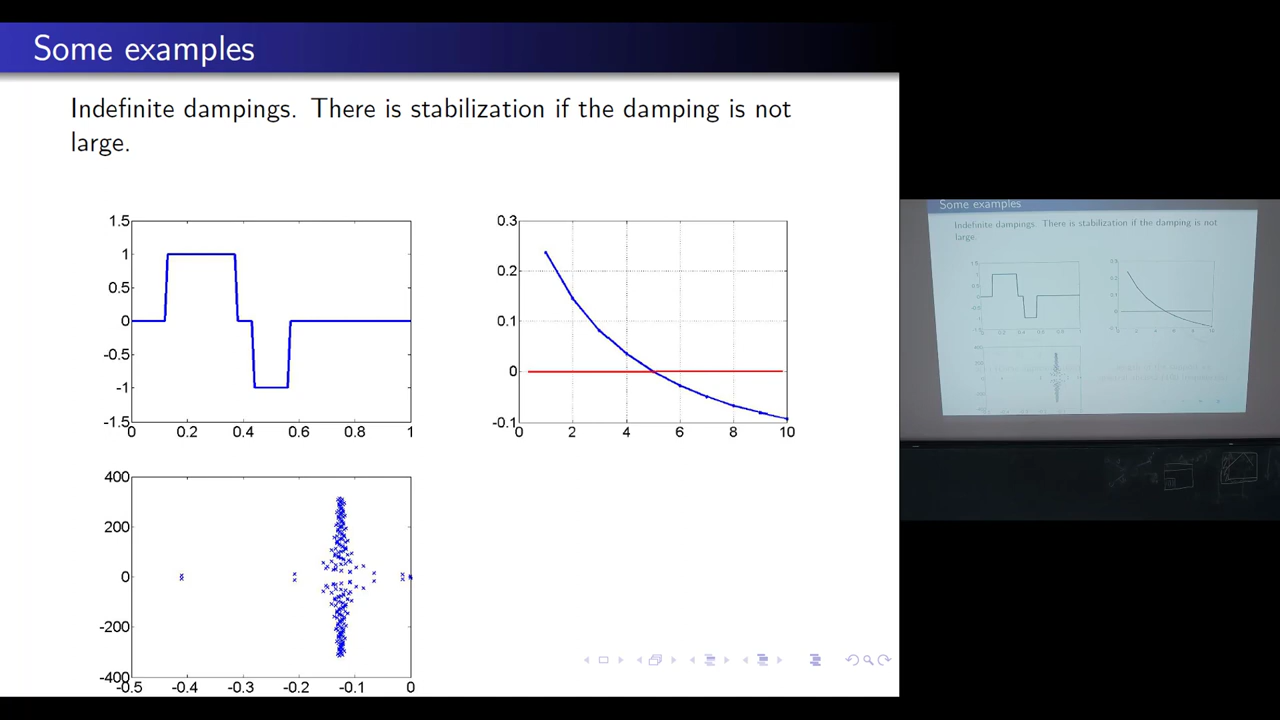 Some examples
Indefinite dampings. There is stabilization if the damping is not
large.
1.5
1
0.5
0
-0.5
-1
-1.5
0 0.2 0.4 0.6 0.8 1
0.3
0.2
0.1
0
-0.1
0 2 4 6 8 10
400
200
0
-200
-400
-0.5 -0.4 -0.3 -0.2 -0.1 0
Some examples
Indefinite dampings. There is stabilization if the damping is not
large.